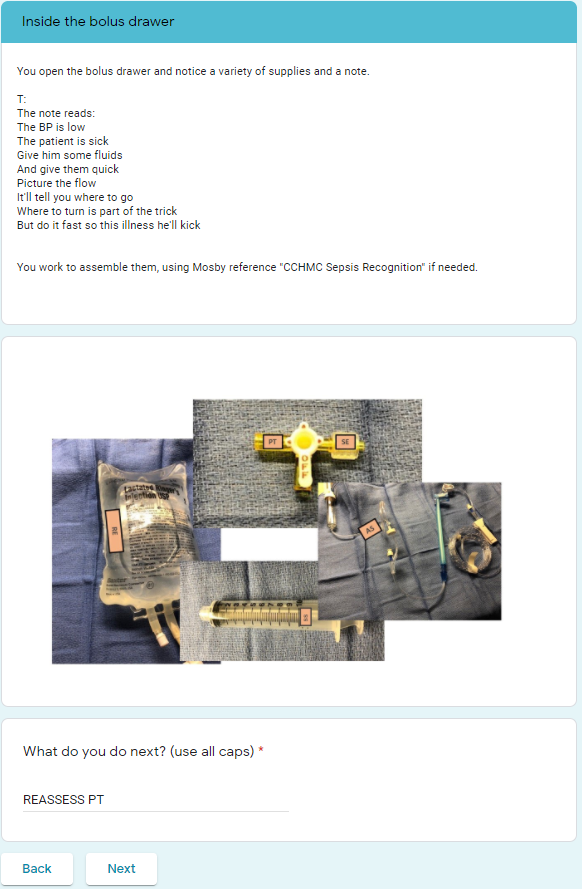 Inside the bolus drawer
You open the bolus drawer and notice a variety of supplies and a note.
T:
The note reads:
The BP is low
The patient is sick
Give him some fluids
And give them quick
Picture the flow
It'll tell you where to go
Where to turn is part of the trick
But do it fast so this illness he'll kick
You work to assemble them, using Mosby reference "CCHMC Sepsis Recognition" if needed.
PT
SE
OFF
Lactated Ringer's
Injection USP
RE
AS
SS
What do you do next? (use all caps) *
REASSESS PT
Back
Next